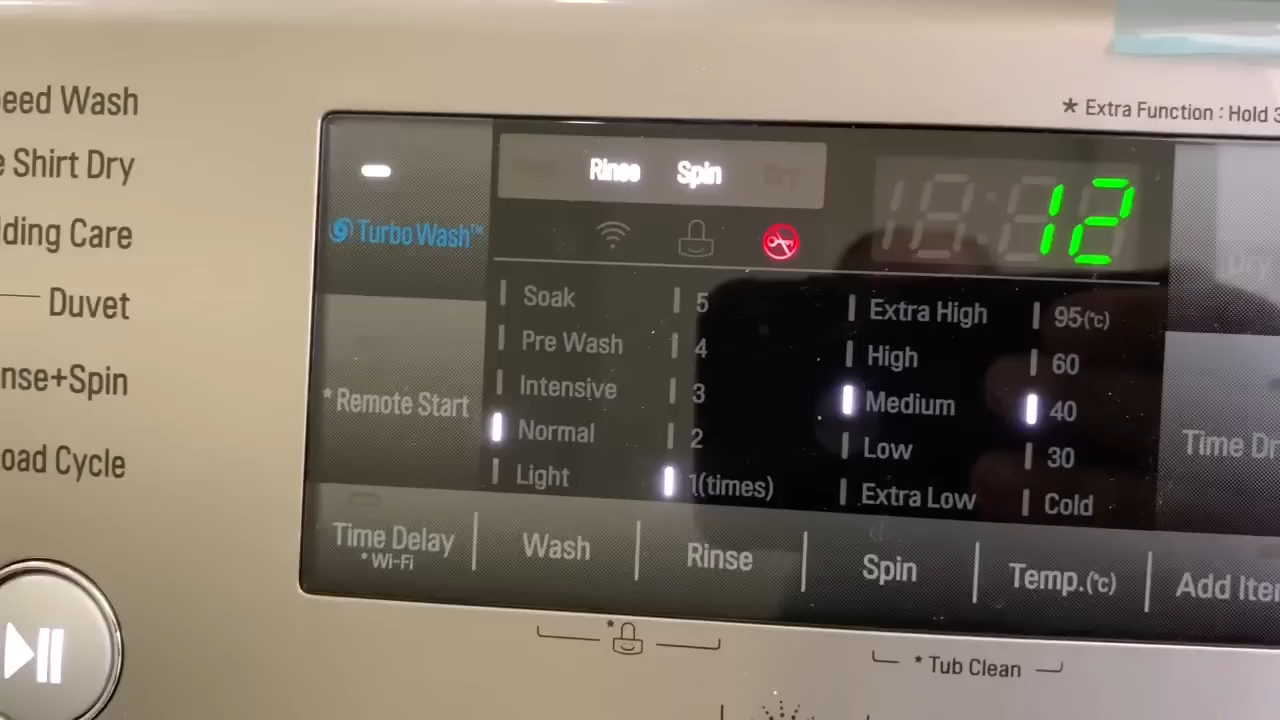 eed Wash
e Shirt Dry
ding Care
Duvet
nse+Spin
oad Cycle
* Extra Function : Hold 3
Rinse Spin Dry
12
TurboWash™
* Remote Start
Soak
Pre Wash
Intensive
Normal
Light
5
4
3
2
1(times)
Extra High
High
Medium
Low
Extra Low
95(°c)
60
40
30
Cold
Dry
Time Dr
Time Delay
* Wi-Fi
Wash
Rinse
Spin
Temp.(°c)
Add Iter
* Tub Clean